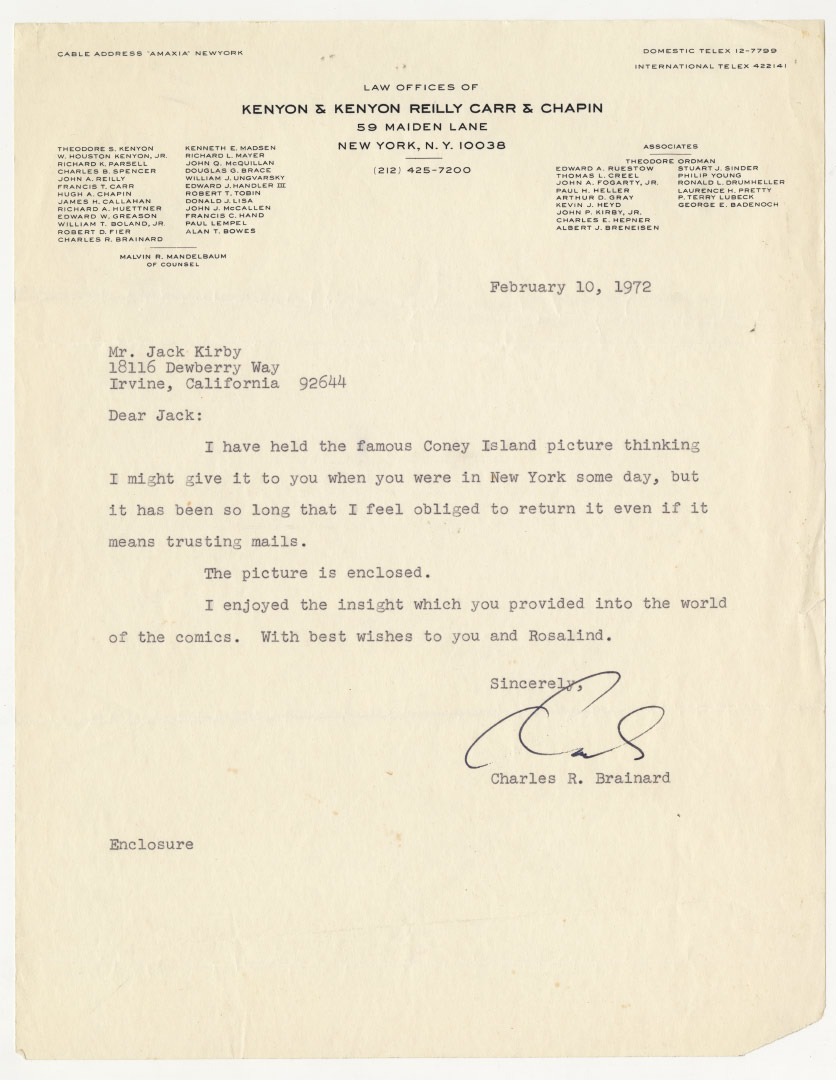 CABLE ADDRESS "AMAXIA" NEWYORK
DOMESTIC TELEX 12-7799
INTERNATIONAL TELEX 422141
LAW OFFICES OF
KENYON & KENYON REILLY CARR & CHAPIN
59 MAIDEN LANE
NEW YORK, N.Y. 10038
(212) 425-7200
THEODORE S. KENYON
W. HOUSTON KENYON, JR.
RICHARD K. PARSELL
CHARLES B. SPENCER
JOHN A. REILLY
FRANCIS T. CARR
HUGH A. CHAPIN
JAMES H. CALLAHAN
RICHARD A. HUETTNER
EDWARD W. GREASON
WILLIAM T. BOLAND, JR.
ROBERT D. FIER
CHARLES R. BRAINARD
KENNETH E. MADSEN
RICHARD L. MAYER
JOHN Q. McQUILLAN
DOUGLAS G. BRACE
WILLIAM J. UNGVARSKY
EDWARD J. HANDLER III
ROBERT T. TOBIN
DONALD J. LISA
JOHN J. McCALLEN
FRANCIS C. HAND
PAUL LEMPEL
ALAN T. BOWES
MALVIN R. MANDELBAUM
OF COUNSEL
ASSOCIATES
THEODORE ORDMAN
EDWARD A. RUESTOW
THOMAS L. CREEL
JOHN A. FOGARTY, JR.
PAUL H. HELLER
ARTHUR D. GRAY
KEVIN J. HEYD
JOHN P. KIRBY, JR.
CHARLES E. HEPNER
ALBERT J. BRENEISEN
STUART J. SINDER
PHILIP YOUNG
RONALD L. DRUMHELLER
LAURENCE H. PRETTY
P. TERRY LUBECK
GEORGE E. BADENOCH
February 10, 1972
Mr. Jack Kirby
18116 Dewberry Way
Irvine, California  92644
Dear Jack:
I have held the famous Coney Island picture thinking
I might give it to you when you were in New York some day, but
it has been so long that I feel obliged to return it even if it
means trusting mails.
The picture is enclosed.
I enjoyed the insight which you provided into the world
of the comics.  With best wishes to you and Rosalind.
Sincerely,
Charles R. Brainard
Enclosure